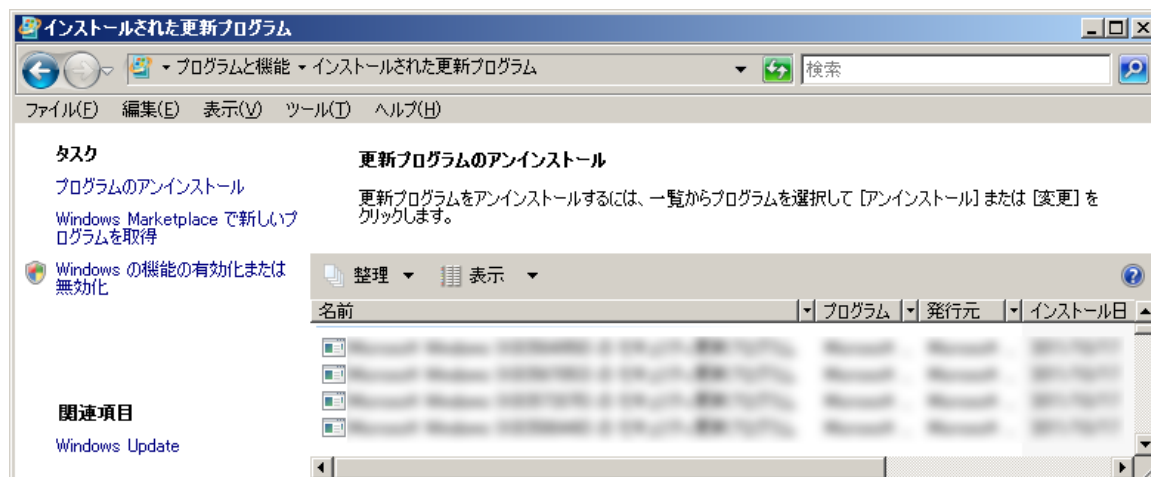 インストールされた更新プログラム
プログラムと機能 インストールされた更新プログラム 検索
ファイル(F) 編集(E) 表示(V) ツール(T) ヘルプ(H)
タスク
プログラムのアンインストール
Windows Marketplace で新しいプ
ログラムを取得
Windows の機能の有効化または
無効化
関連項目
Windows Update
更新プログラムのアンインストール
更新プログラムをアンインストールするには、一覧からプログラムを選択して [アンインストール] または [変更] を
クリックします。
整理 表示
名前 プログラム 発行元 インストール日